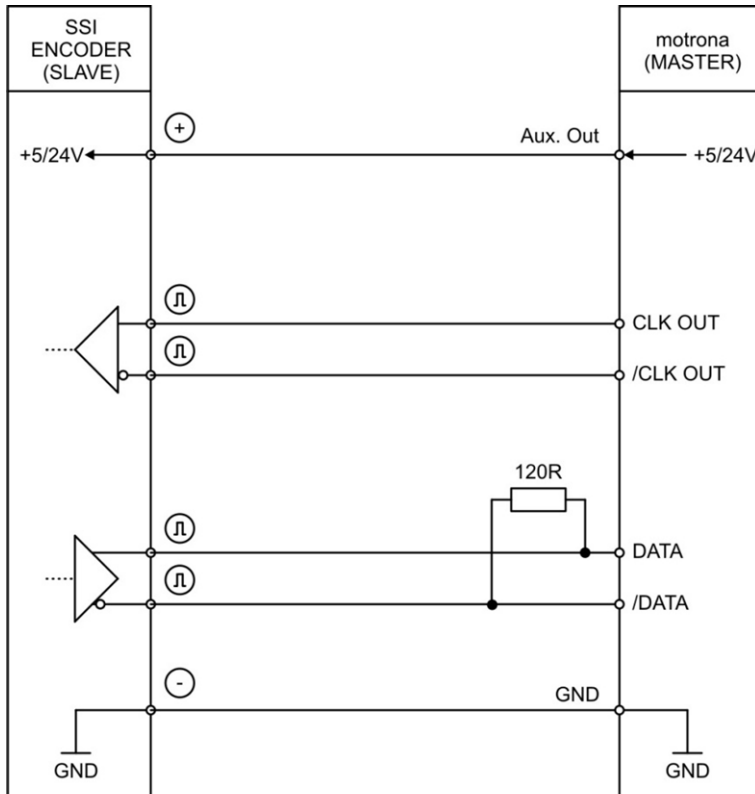 SSI
ENCODER
(SLAVE)
motrona
(MASTER)
+
Aux. Out
+5/24V
+5/24V
CLK OUT
/CLK OUT
120R
DATA
/DATA
-
GND
GND
GND